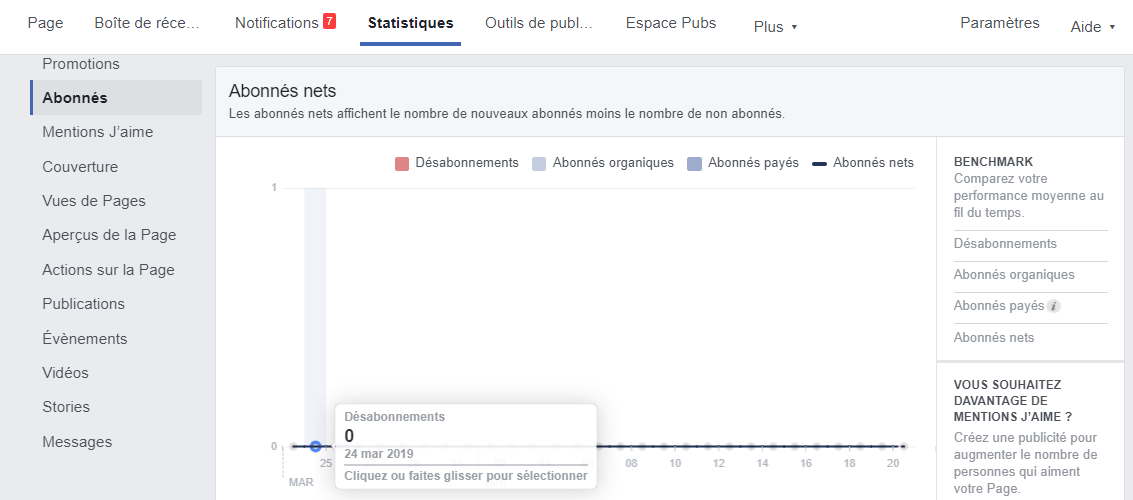 Page Boîte de réce... Notifications 7 Statistiques Outils de publ... Espace Pubs Plus Paramètres Aide
Promotions
Abonnés
Mentions J'aime
Couverture
Vues de Pages
Aperçus de la Page
Actions sur la Page
Publications
Évènements
Vidéos
Stories
Messages
Abonnés nets
Les abonnés nets affichent le nombre de nouveaux abonnés moins le nombre de non abonnés.
Désabonnements Abonnés organiques Abonnés payés Abonnés nets
1
0
Désabonnements
0
24 mar 2019
Cliquez ou faites glisser pour sélectionner
25 08 10 12 14 16 18 20
MAR
BENCHMARK
Comparez votre
performance moyenne au
fil du temps.
Désabonnements
Abonnés organiques
Abonnés payés i
Abonnés nets
VOUS SOUHAITEZ
DAVANTAGE DE
MENTIONS J'AIME ?
Créez une publicité pour
augmenter le nombre de
personnes qui aiment
votre Page.